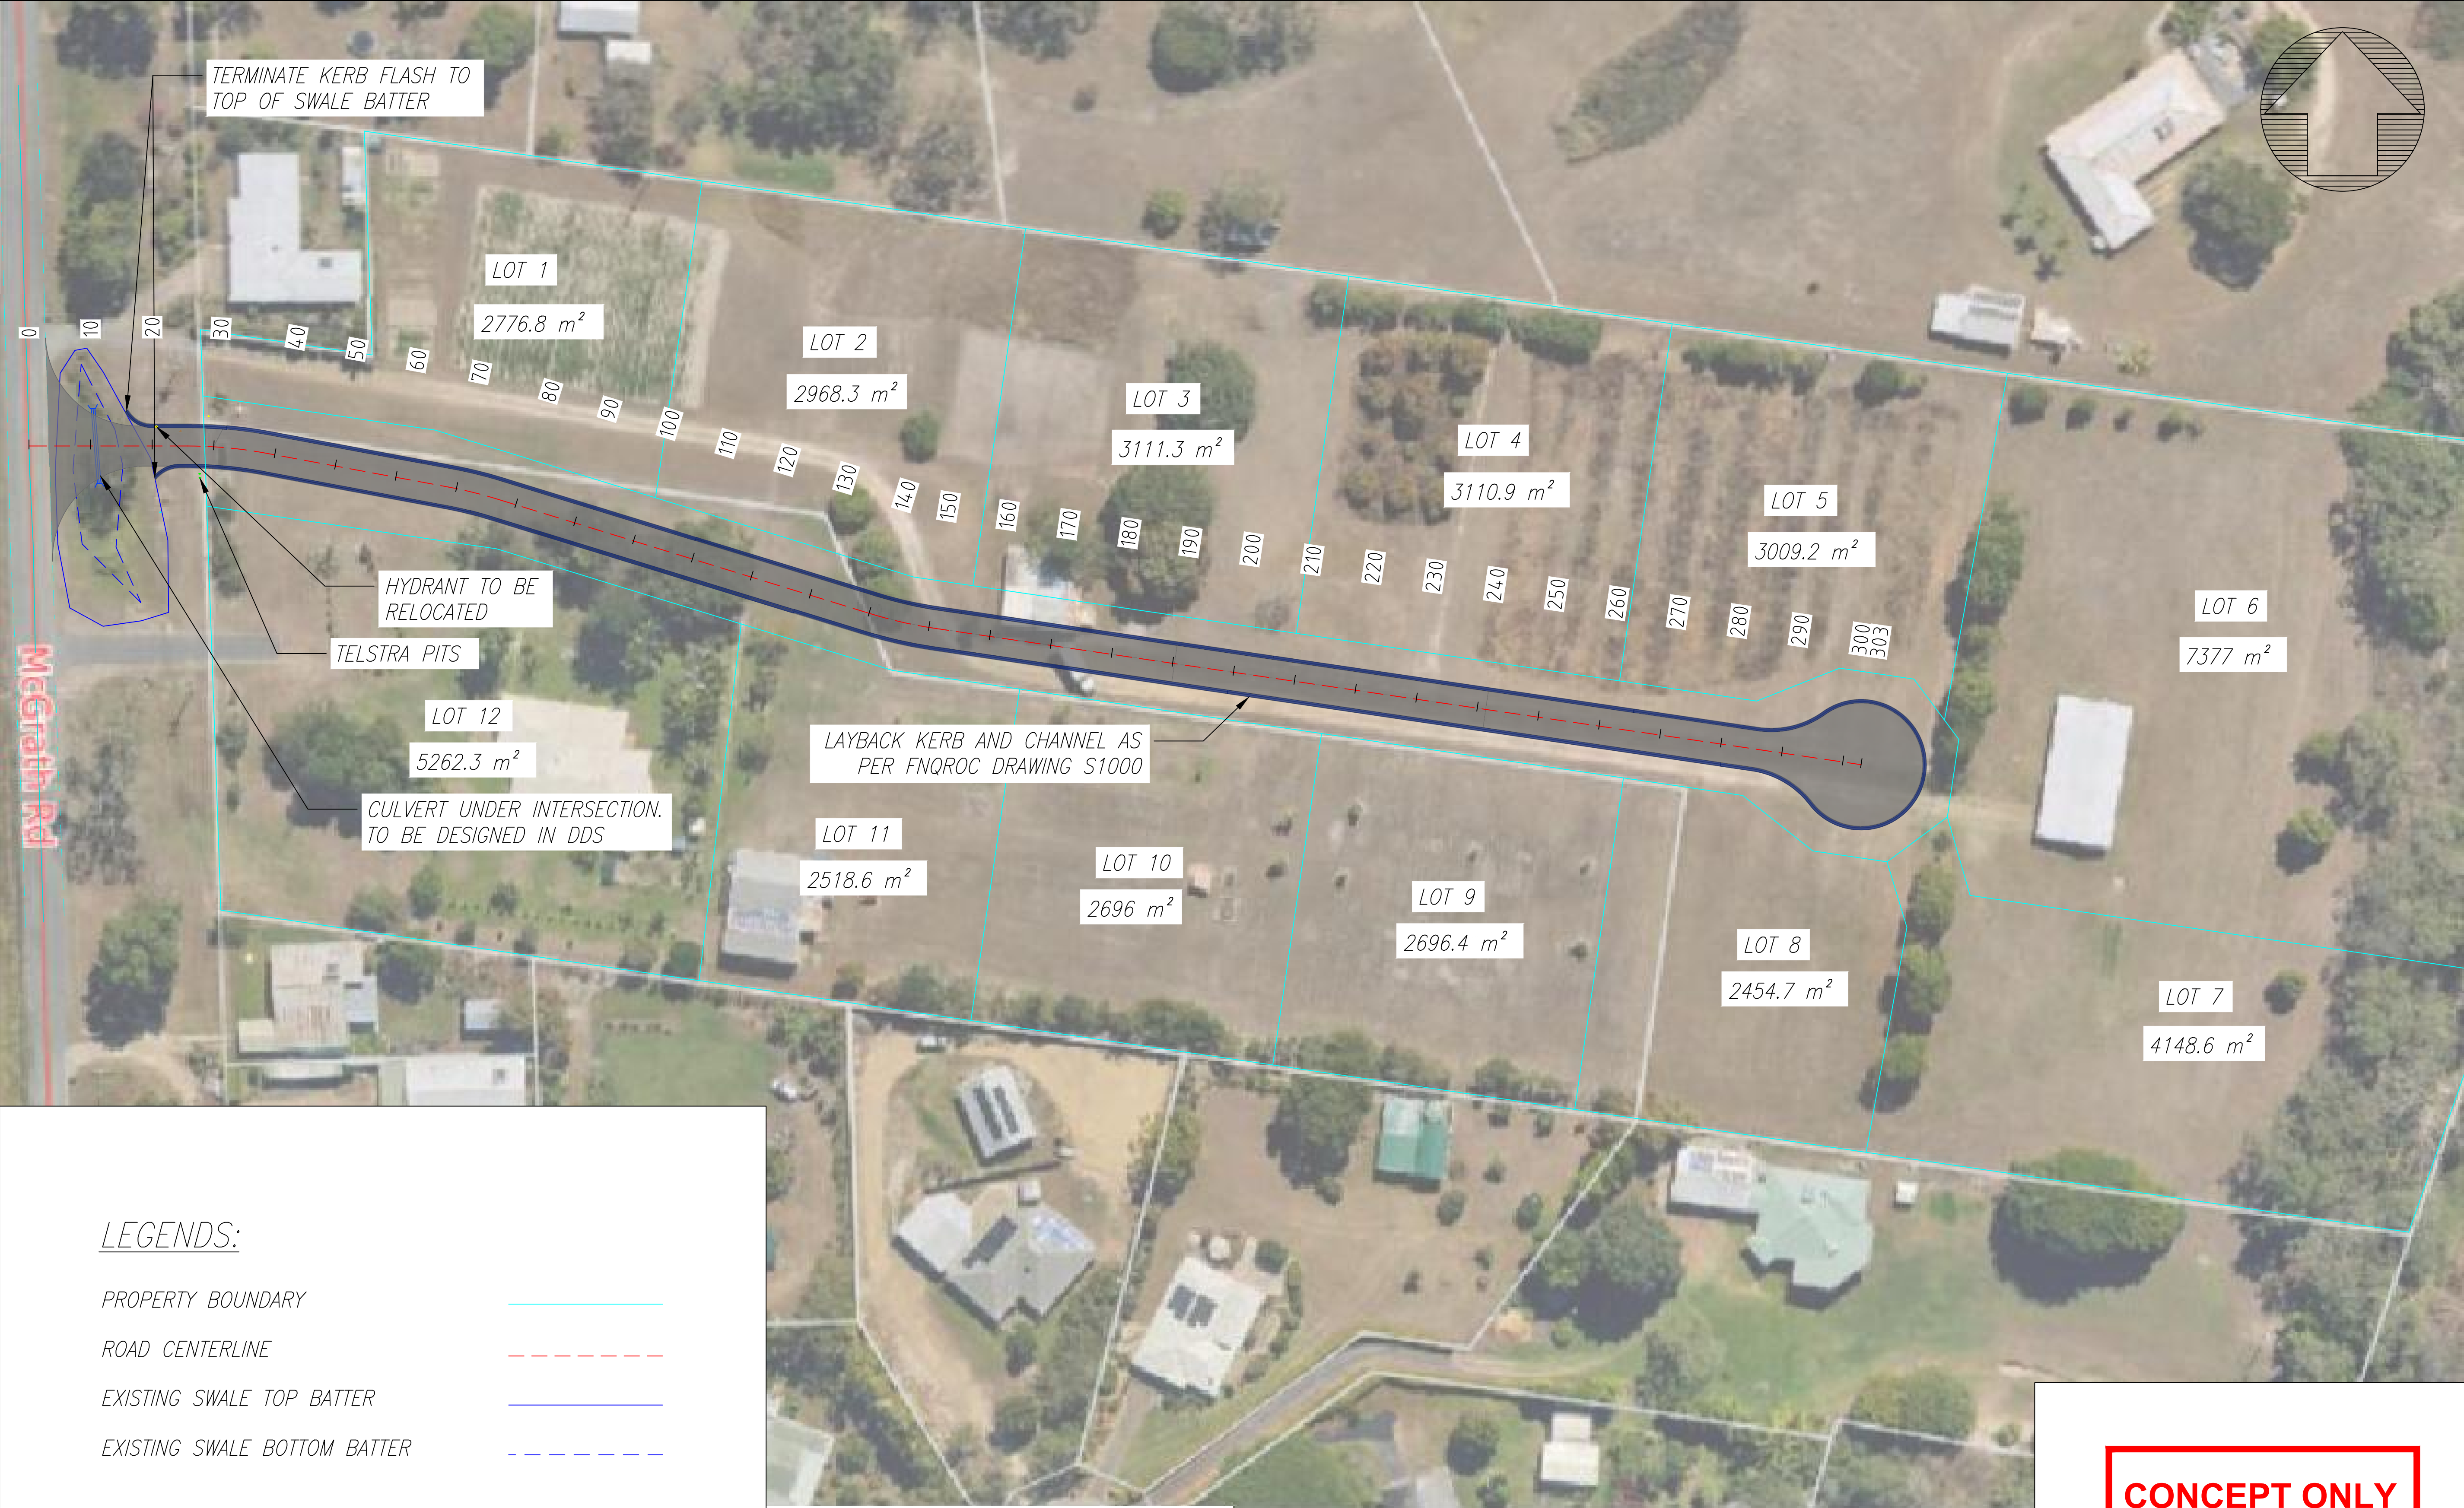 TERMINATE KERB FLASH TO
TOP OF SWALE BATTER
LOT 1
2776.8 m²
LOT 2
2968.3 m²
LOT 3
3111.3 m²
LOT 4
3110.9 m²
LOT 5
3009.2 m²
LOT 6
7377 m²
0
10
20
30
40
50
60
70
80
90
100
110
120
130
140
150
160
170
180
190
200
210
220
230
240
250
260
270
280
290
300
303
HYDRANT TO BE
RELOCATED
TELSTRA PITS
McGrath Rd
LOT 12
5262.3 m²
CULVERT UNDER INTERSECTION.
TO BE DESIGNED IN DDS
LAYBACK KERB AND CHANNEL AS
PER FNQROC DRAWING S1000
LOT 11
2518.6 m²
LOT 10
2696 m²
LOT 9
2696.4 m²
LOT 8
2454.7 m²
LOT 7
4148.6 m²
LEGENDS:
PROPERTY BOUNDARY
ROAD CENTERLINE
EXISTING SWALE TOP BATTER
EXISTING SWALE BOTTOM BATTER
CONCEPT ONLY